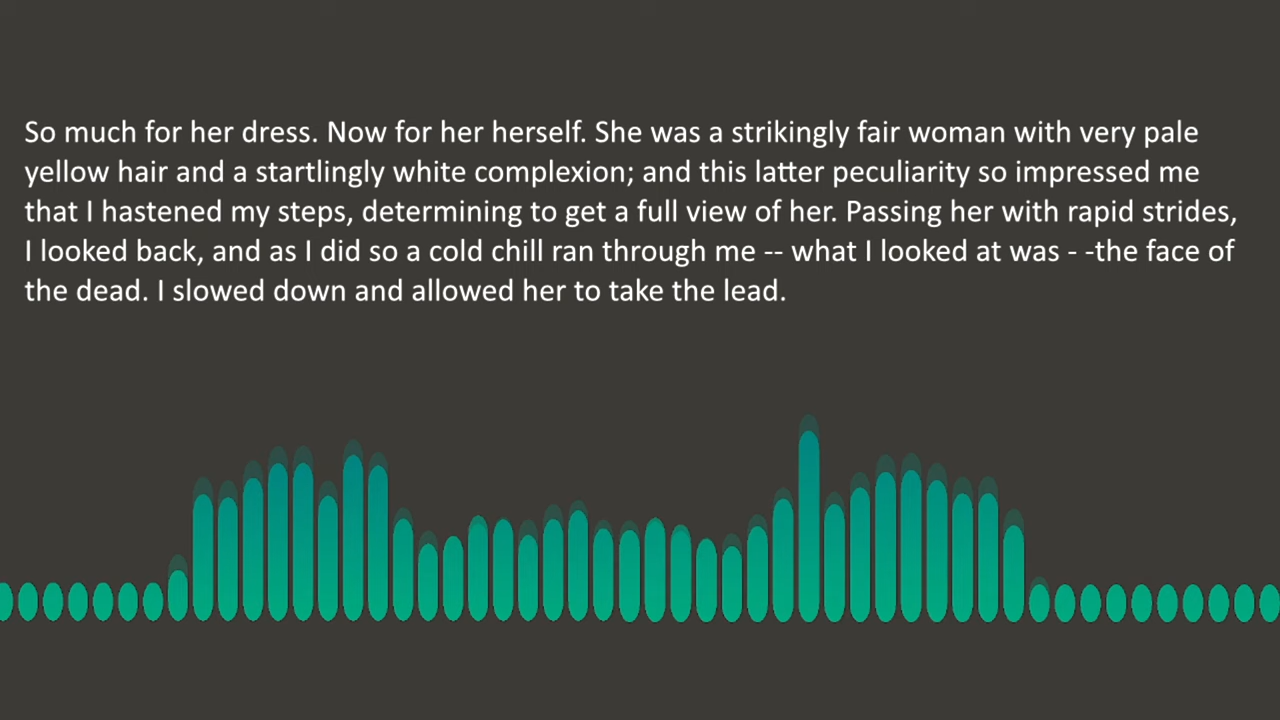 So much for her dress. Now for her herself. She was a strikingly fair woman with very pale
yellow hair and a startlingly white complexion; and this latter peculiarity so impressed me
that I hastened my steps, determining to get a full view of her. Passing her with rapid strides,
I looked back, and as I did so a cold chill ran through me -- what I looked at was - -the face of
the dead. I slowed down and allowed her to take the lead.